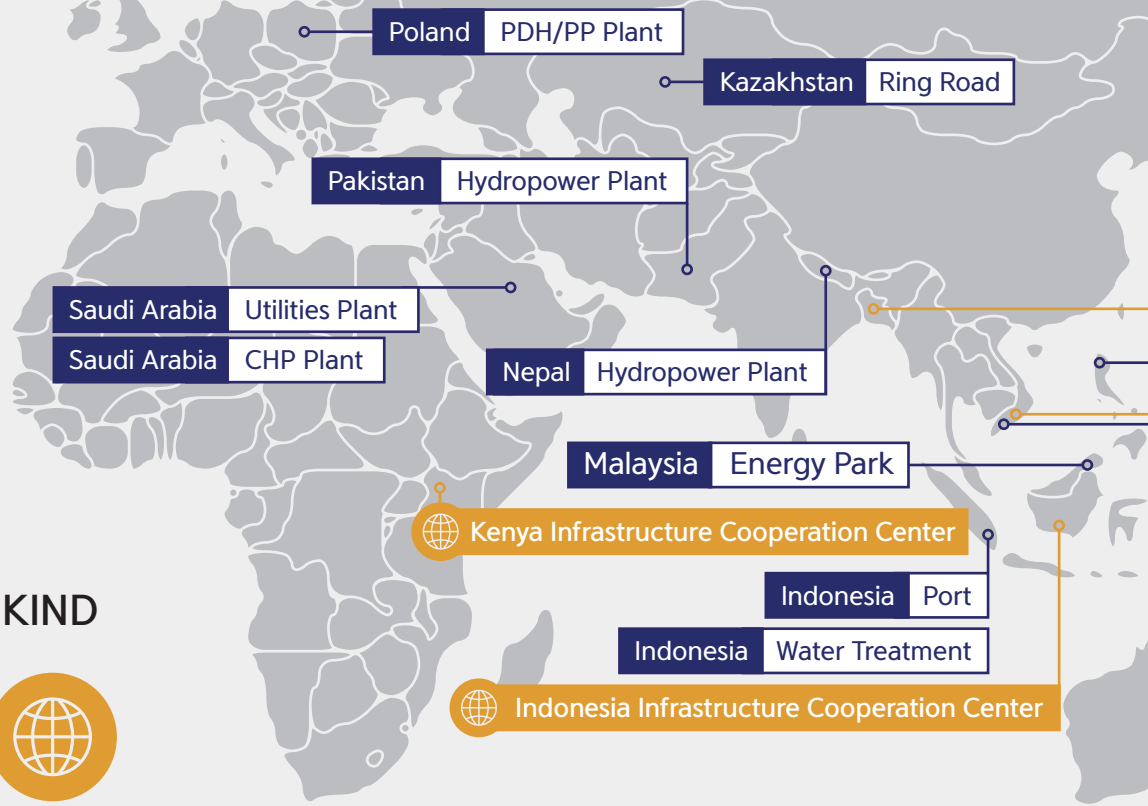 Poland PDH/PP Plant
Kazakhstan Ring Road
Pakistan Hydropower Plant
Saudi Arabia Utilities Plant
Saudi Arabia CHP Plant
Nepal Hydropower Plant
Malaysia Energy Park
Kenya Infrastructure Cooperation Center
Indonesia Port
KIND
Indonesia Water Treatment
Indonesia Infrastructure Cooperation Center